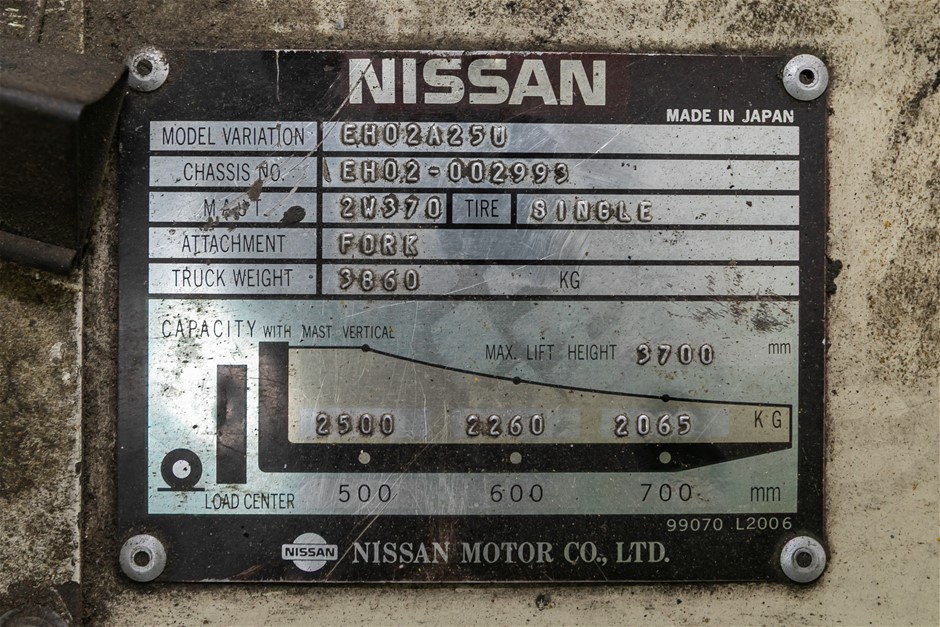 NISSAN
MADE IN JAPAN
MODEL VARIATION EH02A25U
CHASSIS NO. EH02-002993
M A U T. 2W370 TIRE SINGLE
ATTACHMENT FORK
TRUCK WEIGHT 3860 KG
CAPACITY WITH MAST VERTICAL
MAX. LIFT HEIGHT 3700 mm
2500 2260 2065 KG
LOAD CENTER 500 600 700 mm
99070 L2006
NISSAN NISSAN MOTOR CO., LTD.